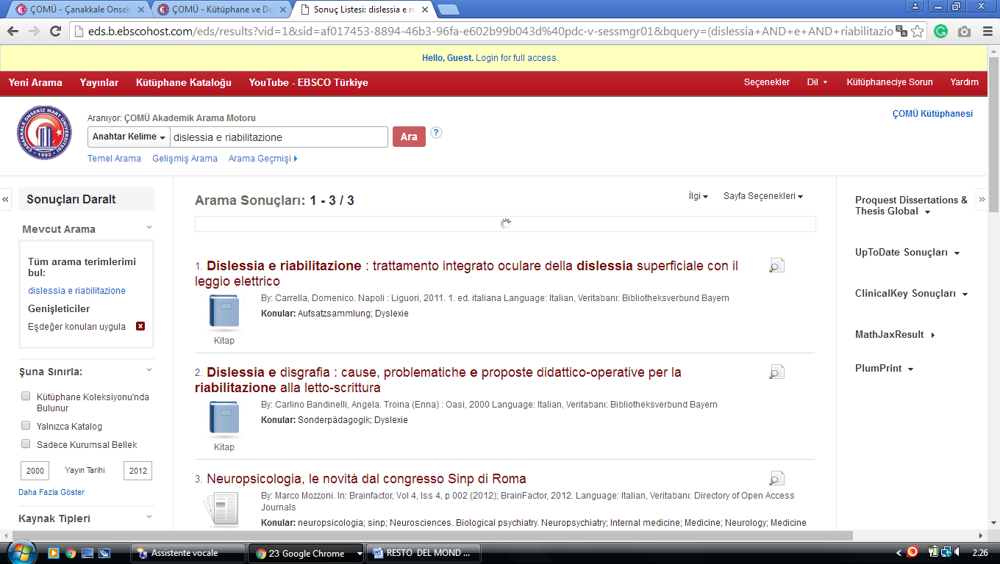 ÇOMÜ - Çanakkale Onsek
ÇOMÜ - Kütüphane ve Do
Sonuç Listesi: dislessia e ri
eds.b.ebscohost.com/eds/results?vid=1&sid=af017453-8894-46b3-96fa-e602b99b043d%40pdc-v-sessmgr01&bquery=(dislessia+AND+e+AND+riabilitazio
Hello, Guest. Login for full access.
Yeni Arama Yayınlar Kütüphane Kataloğu YouTube - EBSCO Türkiye Seçenekler Dil Kütüphaneciye Sorun Yardım
ÇANAKKALE ONSEKİZ MART ÜNİVERSİTESİ
1992
Aranıyor: ÇOMÜ Akademik Arama Motoru
ÇOMÜ Kütüphanesi
Anahtar Kelime dislessia e riabilitazione Ara ?
Temel Arama Gelişmiş Arama Arama Geçmişi
«
Sonuçları Daralt
Mevcut Arama
Tüm arama terimlerimi
bul:
dislessia e riabilitazione
Genişleticiler
Eşdeğer konuları uygula x
Şuna Sınırla:
Kütüphane Koleksiyonu'nda
Bulunur
Yalnızca Katalog
Sadece Kurumsal Bellek
2000 Yayın Tarihi 2012
Daha Fazla Göster
Kaynak Tipleri
Arama Sonuçları: 1 - 3 / 3
İlgi Sayfa Seçenekleri
1. Dislessia e riabilitazione : trattamento integrato oculare della dislessia superficiale con il
leggio elettrico
By: Carrella, Domenico. Napoli : Liguori, 2011. 1. ed. italiana Language: Italian, Veritabanı: Bibliotheksverbund Bayern
Konular: Aufsatzsammlung; Dyslexie
Kitap
2. Dislessia e disgrafia : cause, problematiche e proposte didattico-operative per la
riabilitazione alla letto-scrittura
By: Carlino Bandinelli, Angela. Troina (Enna) : Oasi, 2000 Language: Italian, Veritabanı: Bibliotheksverbund Bayern
Konular: Sonderpädagogik; Dyslexie
Kitap
3. Neuropsicologia, le novità dal congresso Sinp di Roma
By: Marco Mozzoni. In: Brainfactor, Vol 4, Iss 4, p 002 (2012); BrainFactor, 2012. Language: Italian, Veritabanı: Directory of Open Access
Journals
Konular: neuropsicologia; sinp; Neurosciences. Biological psychiatry. Neuropsychiatry; Internal medicine; Medicine; Neurology; Medicine
»
Proquest Dissertations &
Thesis Global
UpToDate Sonuçları
ClinicalKey Sonuçları
MathJaxResult
PlumPrint
Assistente vocale
23 Google Chrome
RESTO DEL MOND ...
2.26